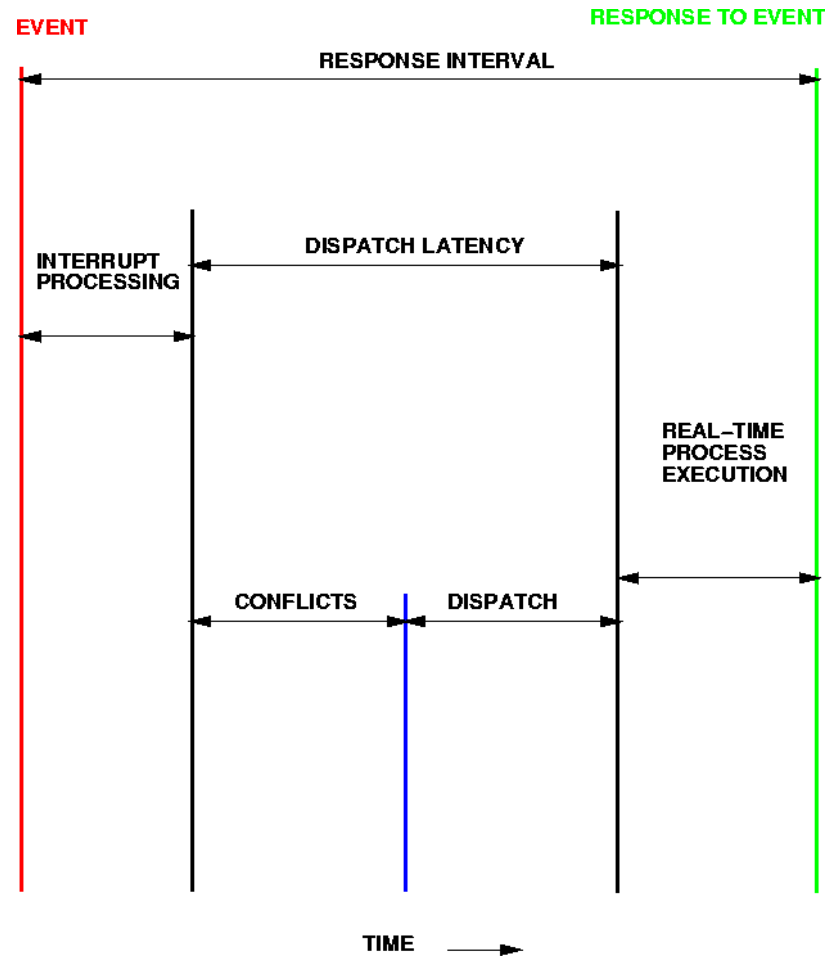 EVENT
RESPONSE TO EVENT
RESPONSE INTERVAL
DISPATCH LATENCY
INTERRUPT
PROCESSING
REAL–TIME
PROCESS
EXECUTION
CONFLICTS
DISPATCH
TIME